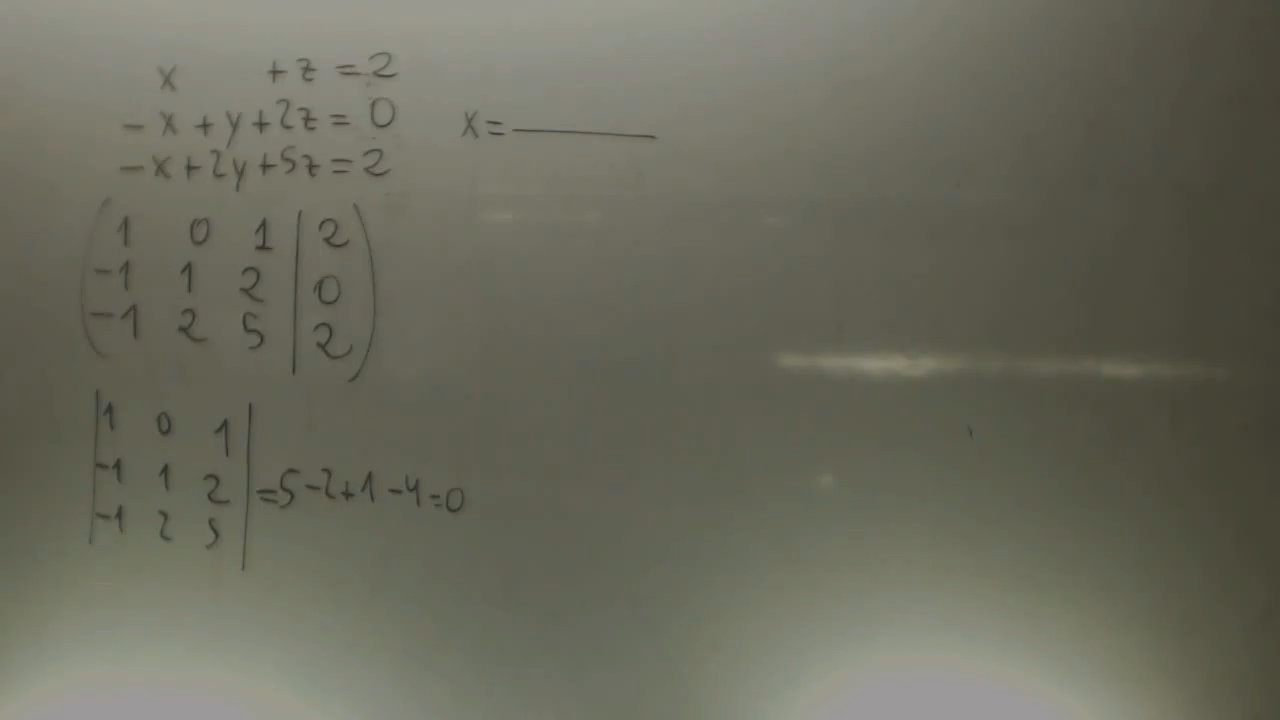 x +z=2
-x+y+2z=0
x=
-x+2y+5z=2
1 0 1 | 2
-1 1 2 | 0
-1 2 5 | 2
|1 0 1|
|-1 1 2| =5-2+1-4=0
|-1 2 5|